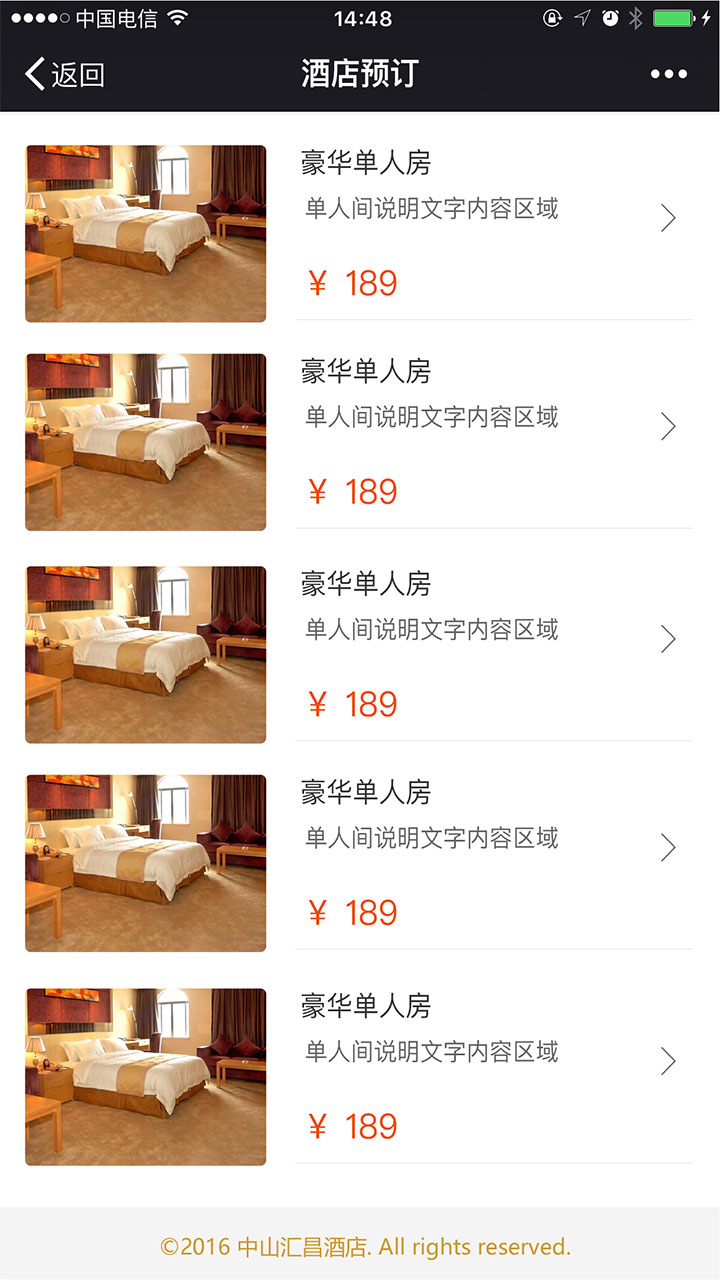 中国电信 14:48
返回 酒店预订
豪华单人房
单人间说明文字内容区域
¥ 189
豪华单人房
单人间说明文字内容区域
¥ 189
豪华单人房
单人间说明文字内容区域
¥ 189
豪华单人房
单人间说明文字内容区域
¥ 189
豪华单人房
单人间说明文字内容区域
¥ 189
©2016 中山汇昌酒店. All rights reserved.